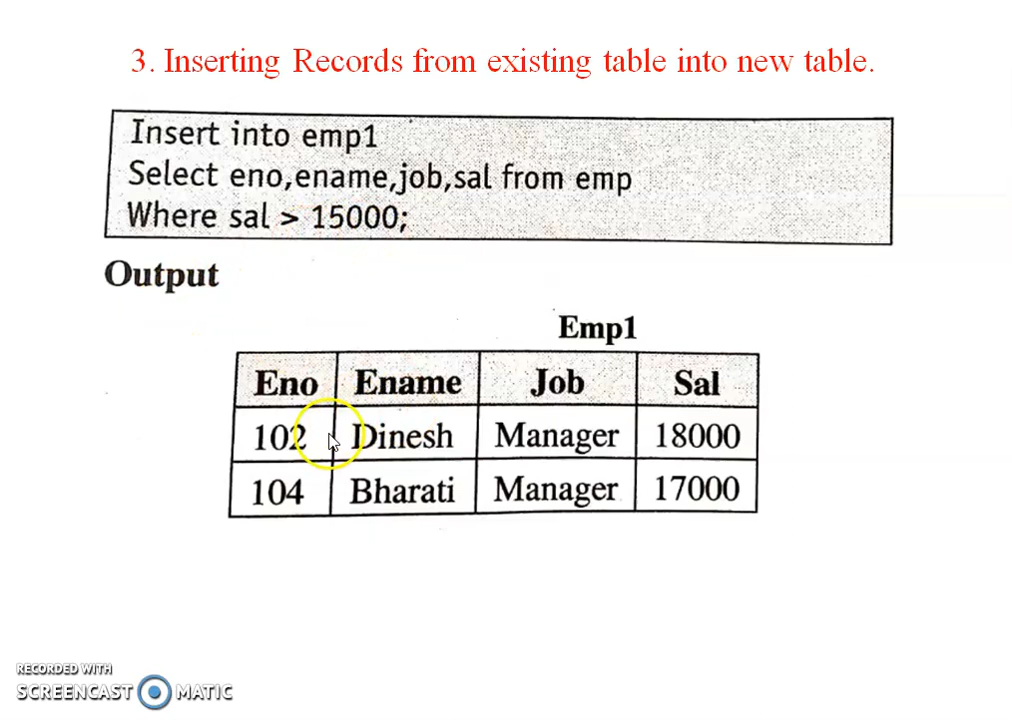 3. Inserting Records from existing table into new table.
Insert into emp1
Select eno,ename,job,sal from emp
Where sal > 15000;
Output
Emp1
Eno Ename Job Sal
102 Dinesh Manager 18000
104 Bharati Manager 17000
RECORDED WITH
SCREENCAST MATIC